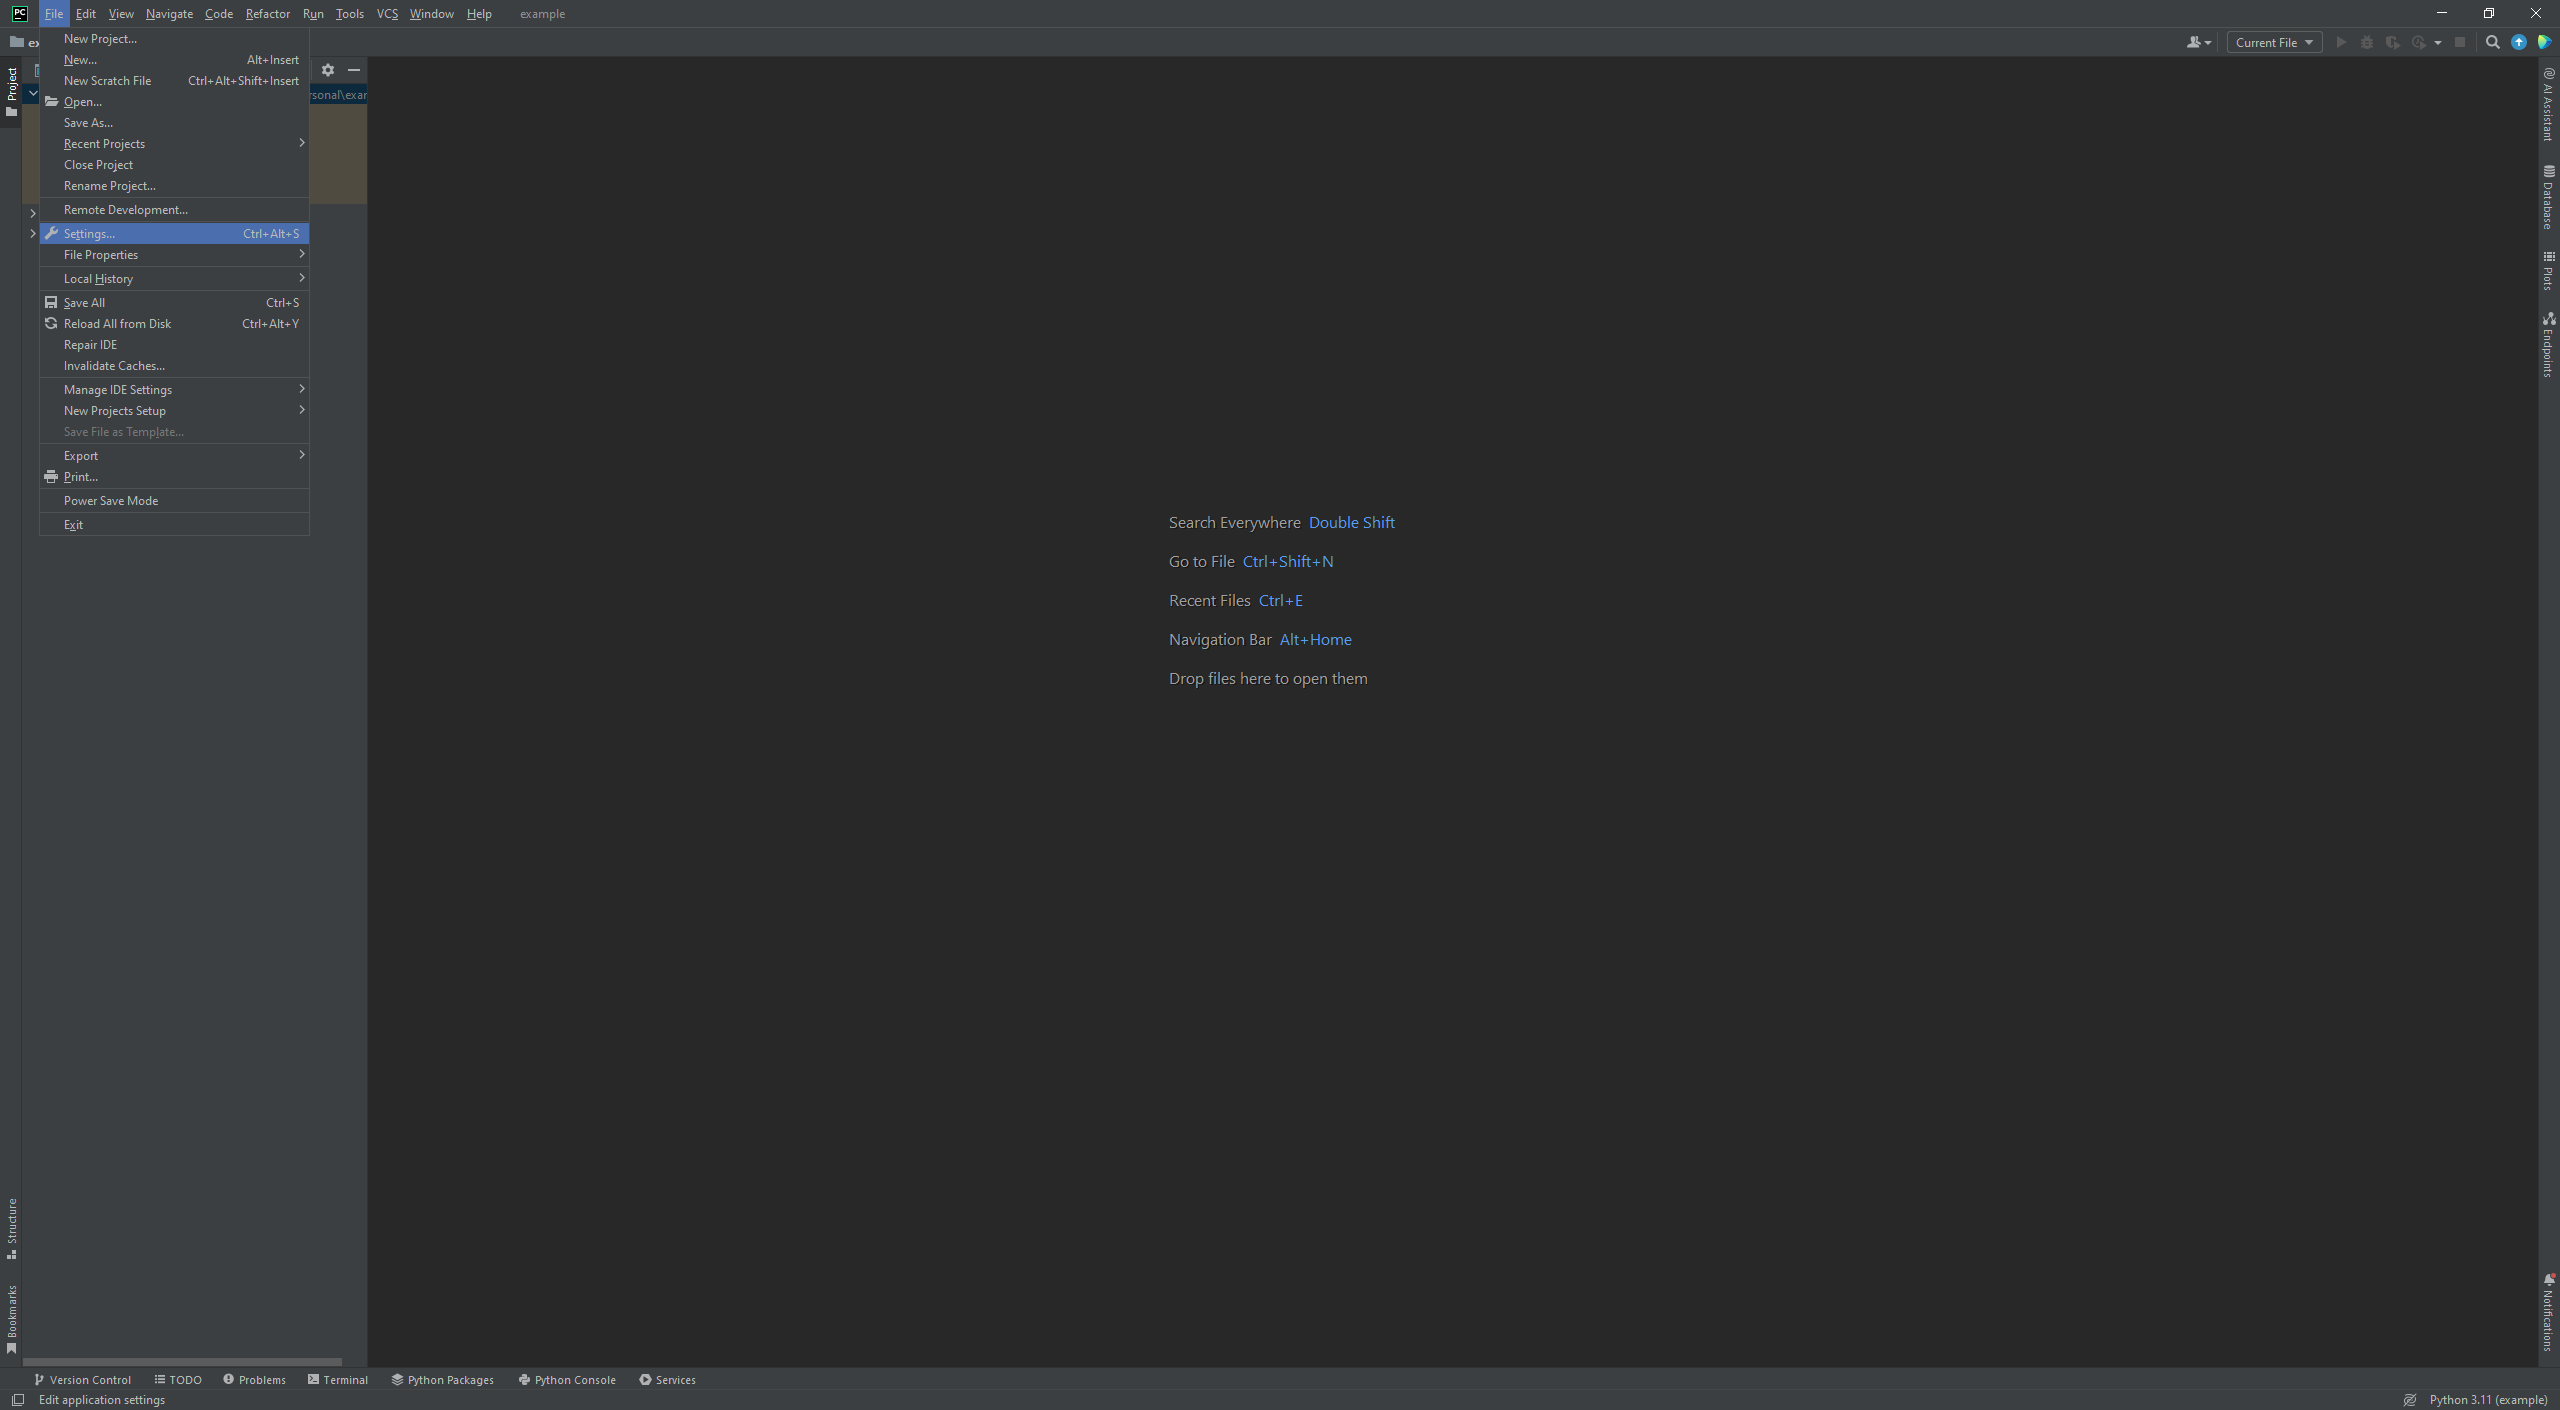 PC File Edit View Navigate Code Refactor Run Tools VCS Window Help example
Current File
New Project...
New... Alt+Insert
New Scratch File Ctrl+Alt+Shift+Insert
Open...
Save As...
Recent Projects
Close Project
Rename Project...
Remote Development...
Settings... Ctrl+Alt+S
File Properties
Local History
Save All Ctrl+S
Reload All from Disk Ctrl+Alt+Y
Repair IDE
Invalidate Caches...
Manage IDE Settings
New Projects Setup
Save File as Template...
Export
Print...
Power Save Mode
Exit
Project
Structure
Bookmarks
Search Everywhere Double Shift
Go to File Ctrl+Shift+N
Recent Files Ctrl+E
Navigation Bar Alt+Home
Drop files here to open them
AI Assistant
Database
Plots
Endpoints
Notifications
Version Control TODO Problems Terminal Python Packages Python Console Services
Edit application settings Python 3.11 (example)